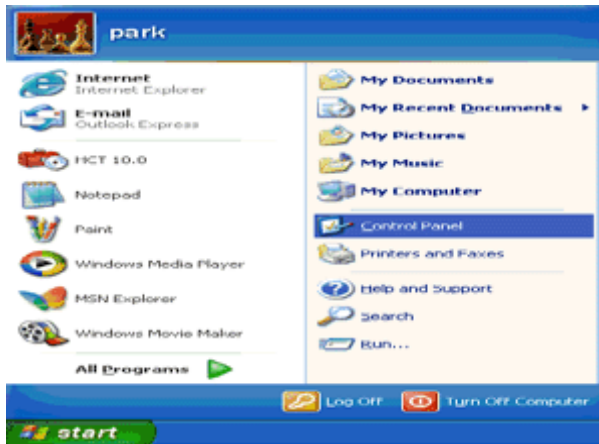 park
Internet
Internet Explorer
E-mail
Outlook Express
HCT 10.0
Notepad
Paint
Windows Media Player
MSN Explorer
Windows Movie Maker
All Programs
My Documents
My Recent Documents
My Pictures
My Music
My Computer
Control Panel
Printers and Faxes
Help and Support
Search
Run...
Log Off
Turn Off Computer
start